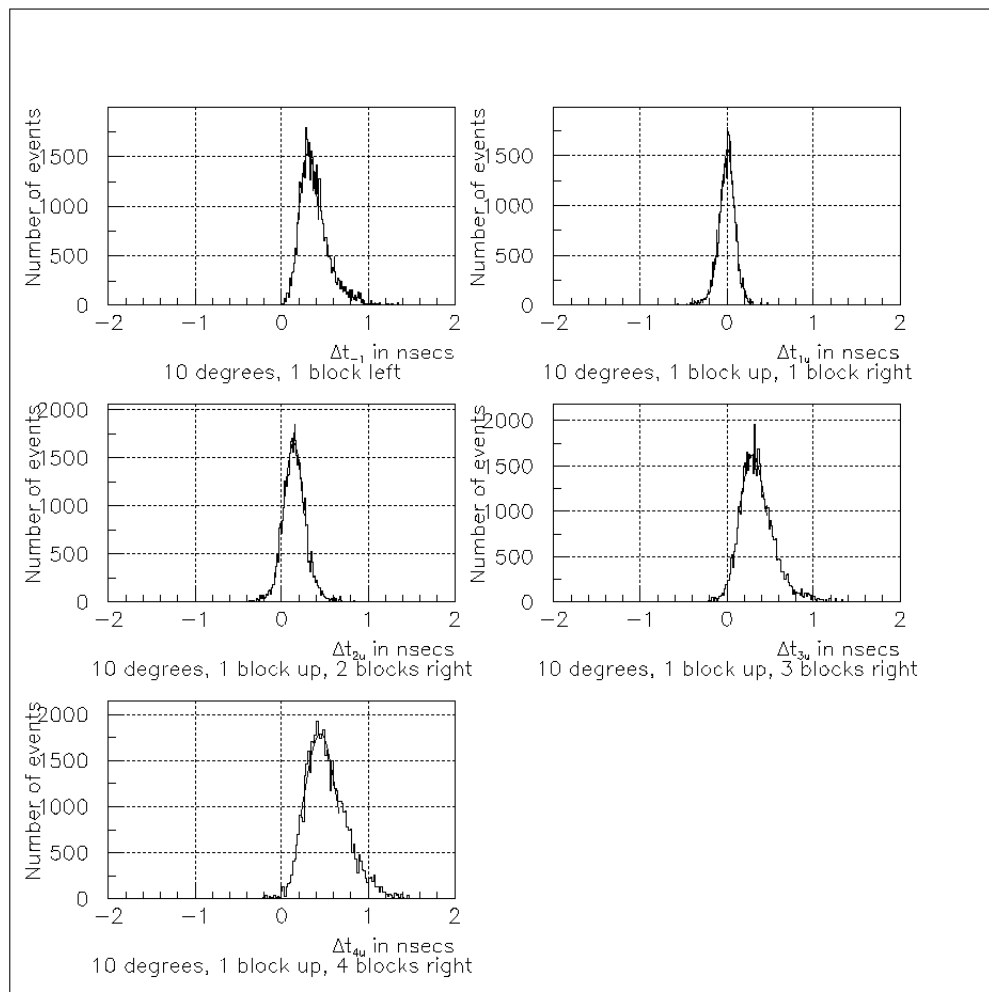 Number of events
1500
1000
500
0
−2 −1 0 1 2
Δt₋₁ in nsecs
10 degrees, 1 block left
Number of events
1500
1000
500
0
−2 −1 0 1 2
Δt₁ᵤ in nsecs
10 degrees, 1 block up, 1 block right
Number of events
2000
1500
1000
500
0
−2 −1 0 1 2
Δt₂ᵤ in nsecs
10 degrees, 1 block up, 2 blocks right
Number of events
2000
1500
1000
500
0
−2 −1 0 1 2
Δt₃ᵤ in nsecs
10 degrees, 1 block up, 3 blocks right
Number of events
2000
1500
1000
500
0
−2 −1 0 1 2
Δt₄ᵤ in nsecs
10 degrees, 1 block up, 4 blocks right